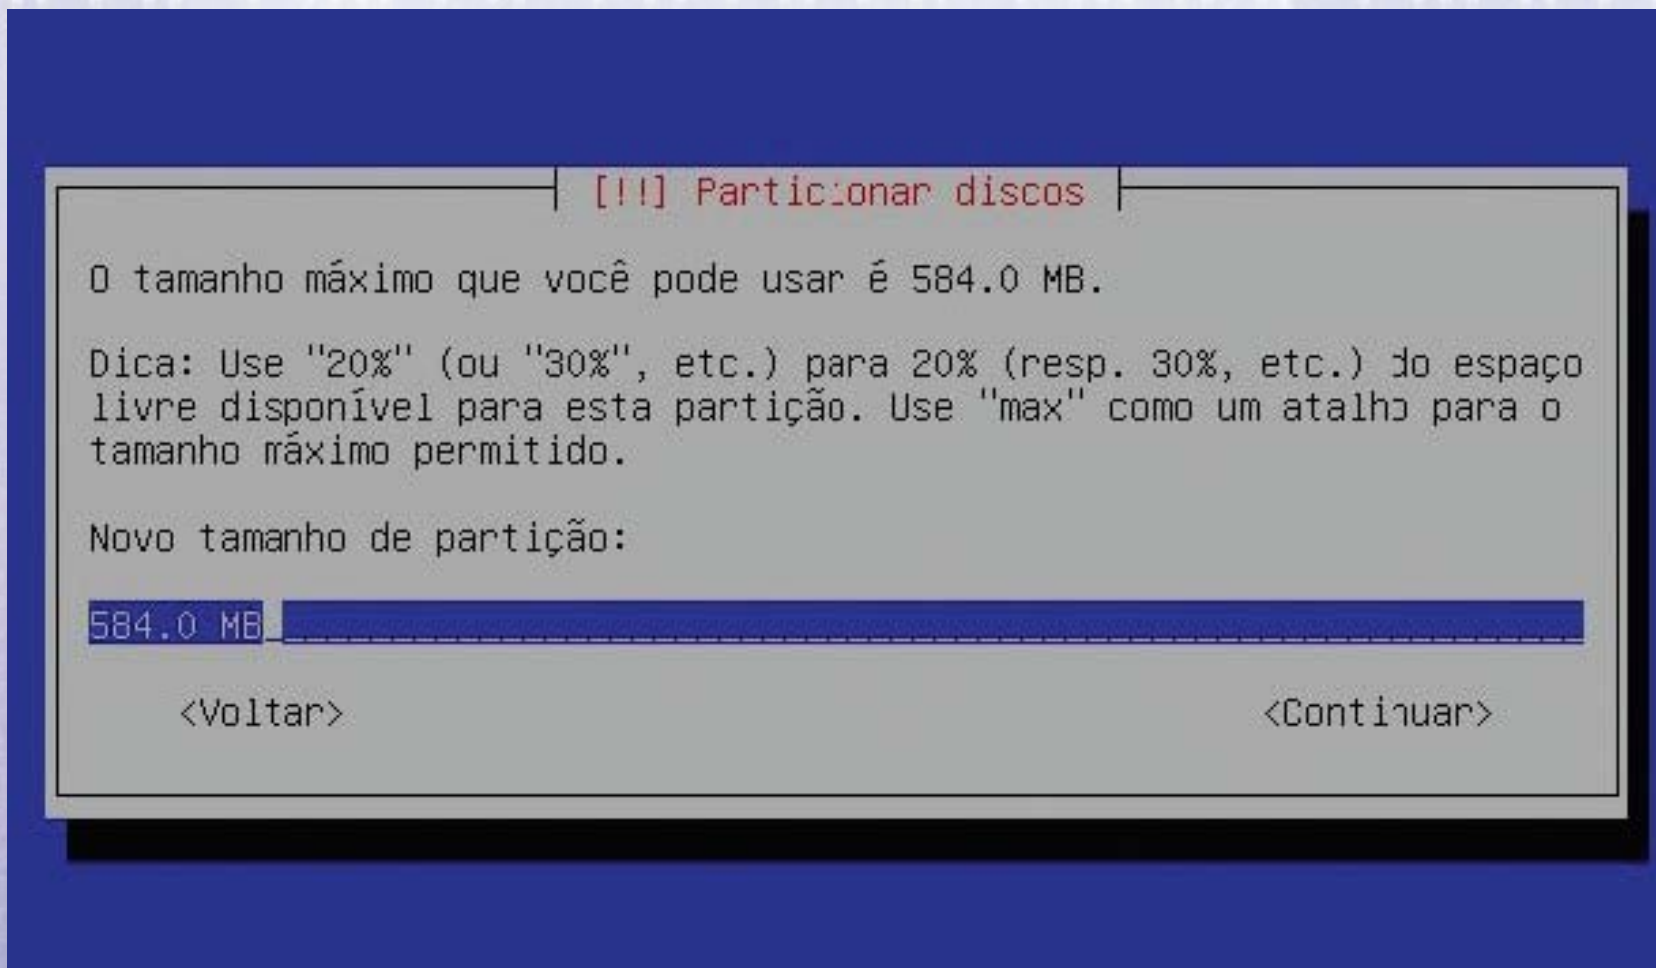 [!!] Particionar discos
O tamanho máximo que você pode usar é 584.0 MB.
Dica: Use "20%" (ou "30%", etc.) para 20% (resp. 30%, etc.) do espaço
livre disponível para esta partição. Use "max" como um atalho para o
tamanho máximo permitido.
Novo tamanho de partição:
584.0 MB
<Voltar> <Continuar>